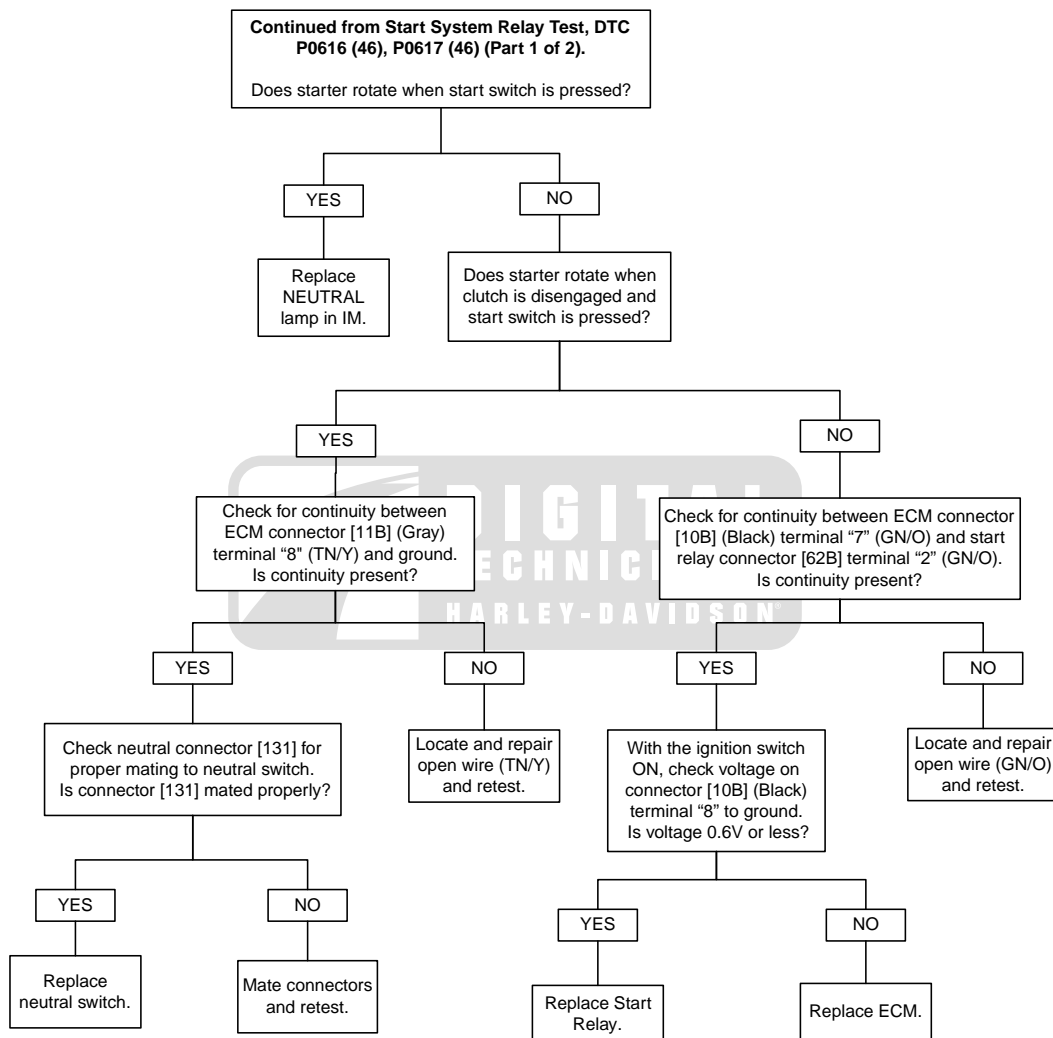 Continued from Start System Relay Test, DTC
P0616 (46), P0617 (46) (Part 1 of 2).
Does starter rotate when start switch is pressed?
YES
NO
Replace
NEUTRAL
lamp in IM.
Does starter rotate when
clutch is disengaged and
start switch is pressed?
YES
NO
Check for continuity between
ECM connector [11B] (Gray)
terminal “8" (TN/Y) and ground.
Is continuity present?
Check for continuity between ECM connector
[10B] (Black) terminal “7” (GN/O) and start
relay connector [62B] terminal “2” (GN/O).
Is continuity present?
DIGITAL
TECHNICI
HARLEY-DAVIDSON®
YES
NO
YES
NO
Check neutral connector [131] for
proper mating to neutral switch.
Is connector [131] mated properly?
Locate and repair
open wire (TN/Y)
and retest.
With the ignition switch
ON, check voltage on
connector [10B] (Black)
terminal “8” to ground.
Is voltage 0.6V or less?
Locate and repair
open wire (GN/O)
and retest.
YES
NO
YES
NO
Replace
neutral switch.
Mate connectors
and retest.
Replace Start
Relay.
Replace ECM.